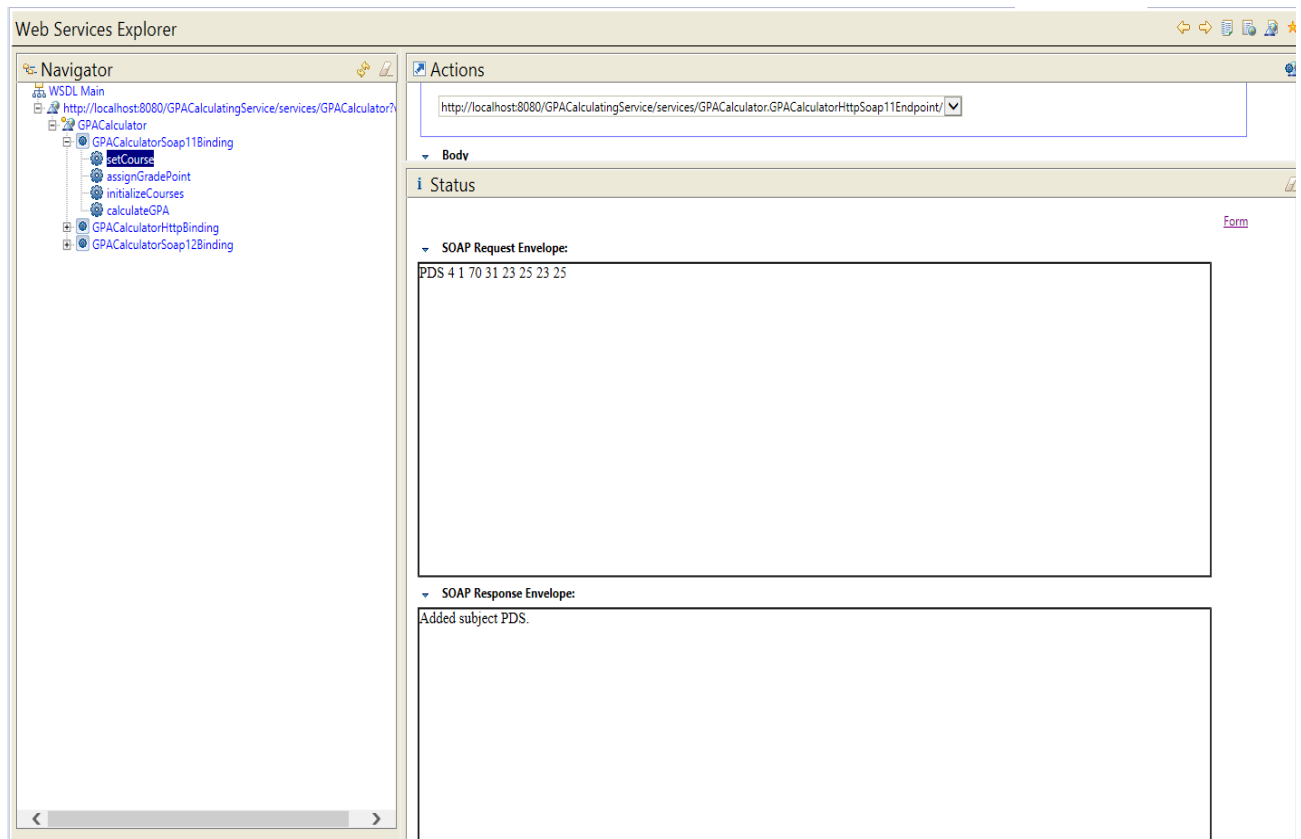 Web Services Explorer
Navigator
WSDL Main
http://localhost:8080/GPACalculatingService/services/GPACalculator?
GPACalculator
GPACalculatorSoap11Binding
setCourse
assignGradePoint
initializeCourses
calculateGPA
GPACalculatorHttpBinding
GPACalculatorSoap12Binding
Actions
http://localhost:8080/GPACalculatingService/services/GPACalculator.GPACalculatorHttpSoap11Endpoint/
Body
i Status
Form
SOAP Request Envelope:
PDS 4 1 70 31 23 25 23 25
SOAP Response Envelope:
Added subject PDS.